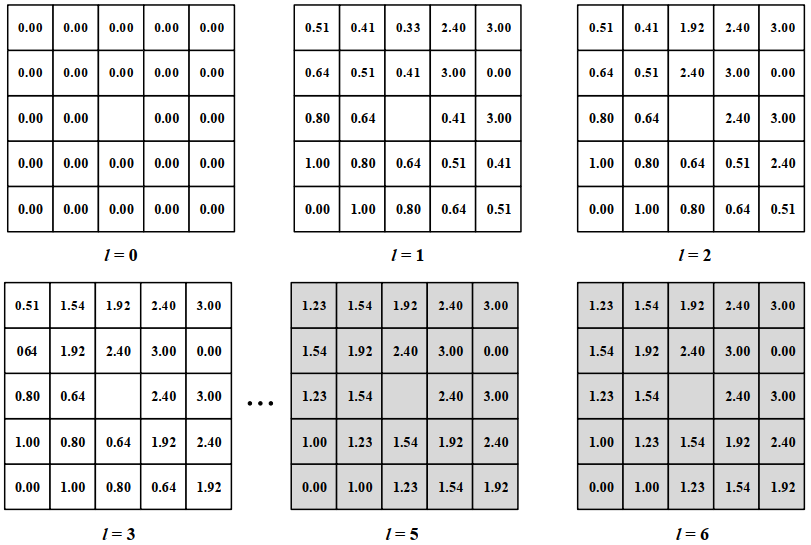 0.00 0.00 0.00 0.00 0.00 0.51 0.41 0.33 2.40 3.00 0.51 0.41 1.92 2.40 3.00
0.00 0.00 0.00 0.00 0.00 0.64 0.51 0.41 3.00 0.00 0.64 0.51 2.40 3.00 0.00
0.00 0.00 0.00 0.00 0.80 0.64 0.41 3.00 0.80 0.64 2.40 3.00
0.00 0.00 0.00 0.00 0.00 1.00 0.80 0.64 0.51 0.41 1.00 0.80 0.64 0.51 2.40
0.00 0.00 0.00 0.00 0.00 0.00 1.00 0.80 0.64 0.51 0.00 1.00 0.80 0.64 0.51
l = 0 l = 1 l = 2
0.51 1.54 1.92 2.40 3.00 1.23 1.54 1.92 2.40 3.00 1.23 1.54 1.92 2.40 3.00
064 1.92 2.40 3.00 0.00 1.54 1.92 2.40 3.00 0.00 1.54 1.92 2.40 3.00 0.00
0.80 0.64 2.40 3.00 ... 1.23 1.54 2.40 3.00 1.23 1.54 2.40 3.00
1.00 0.80 0.64 1.92 2.40 1.00 1.23 1.54 1.92 2.40 1.00 1.23 1.54 1.92 2.40
0.00 1.00 0.80 0.64 1.92 0.00 1.00 1.23 1.54 1.92 0.00 1.00 1.23 1.54 1.92
l = 3 l = 5 l = 6